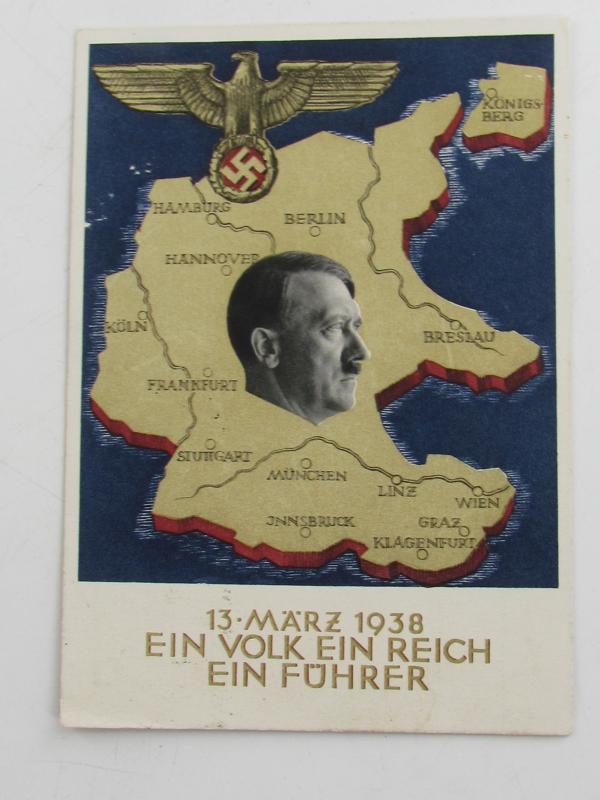 KÖNIGS-
BERG
HAMBURG
BERLIN
HANNOVER
KÖLN
BRESLAU
FRANKFURT
STUTTGART
MÜNCHEN
LINZ
WIEN
JNNSBRUCK
GRAZ
KLAGENFURT
13·MÄRZ 1938
EIN VOLK EIN REICH
EIN FÜHRER